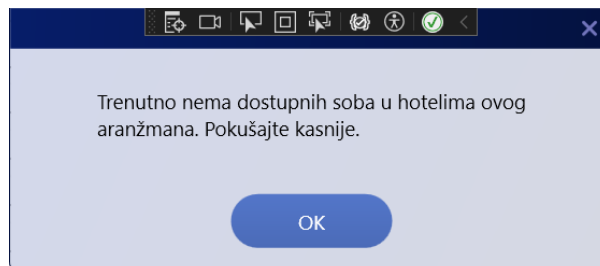 Trenutno nema dostupnih soba u hotelima ovog
aranžmana. Pokušajte kasnije.
OK